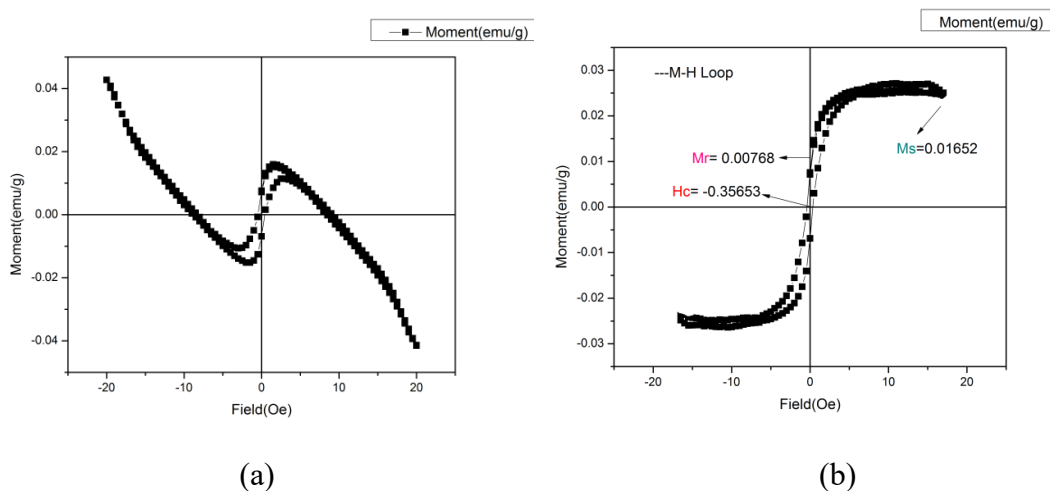 Moment(emu/g)
0.04
0.02
0.00
-0.02
-0.04
Moment(emu/g)
-20
-10
0
10
20
Field(Oe)
(a)
Moment(emu/g)
---M-H Loop
0.03
0.02
0.01
0.00
-0.01
-0.02
-0.03
Moment(emu/g)
Mr= 0.00768
Ms=0.01652
Hc= -0.35653
-20
-10
0
10
20
Field(Oe)
(b)